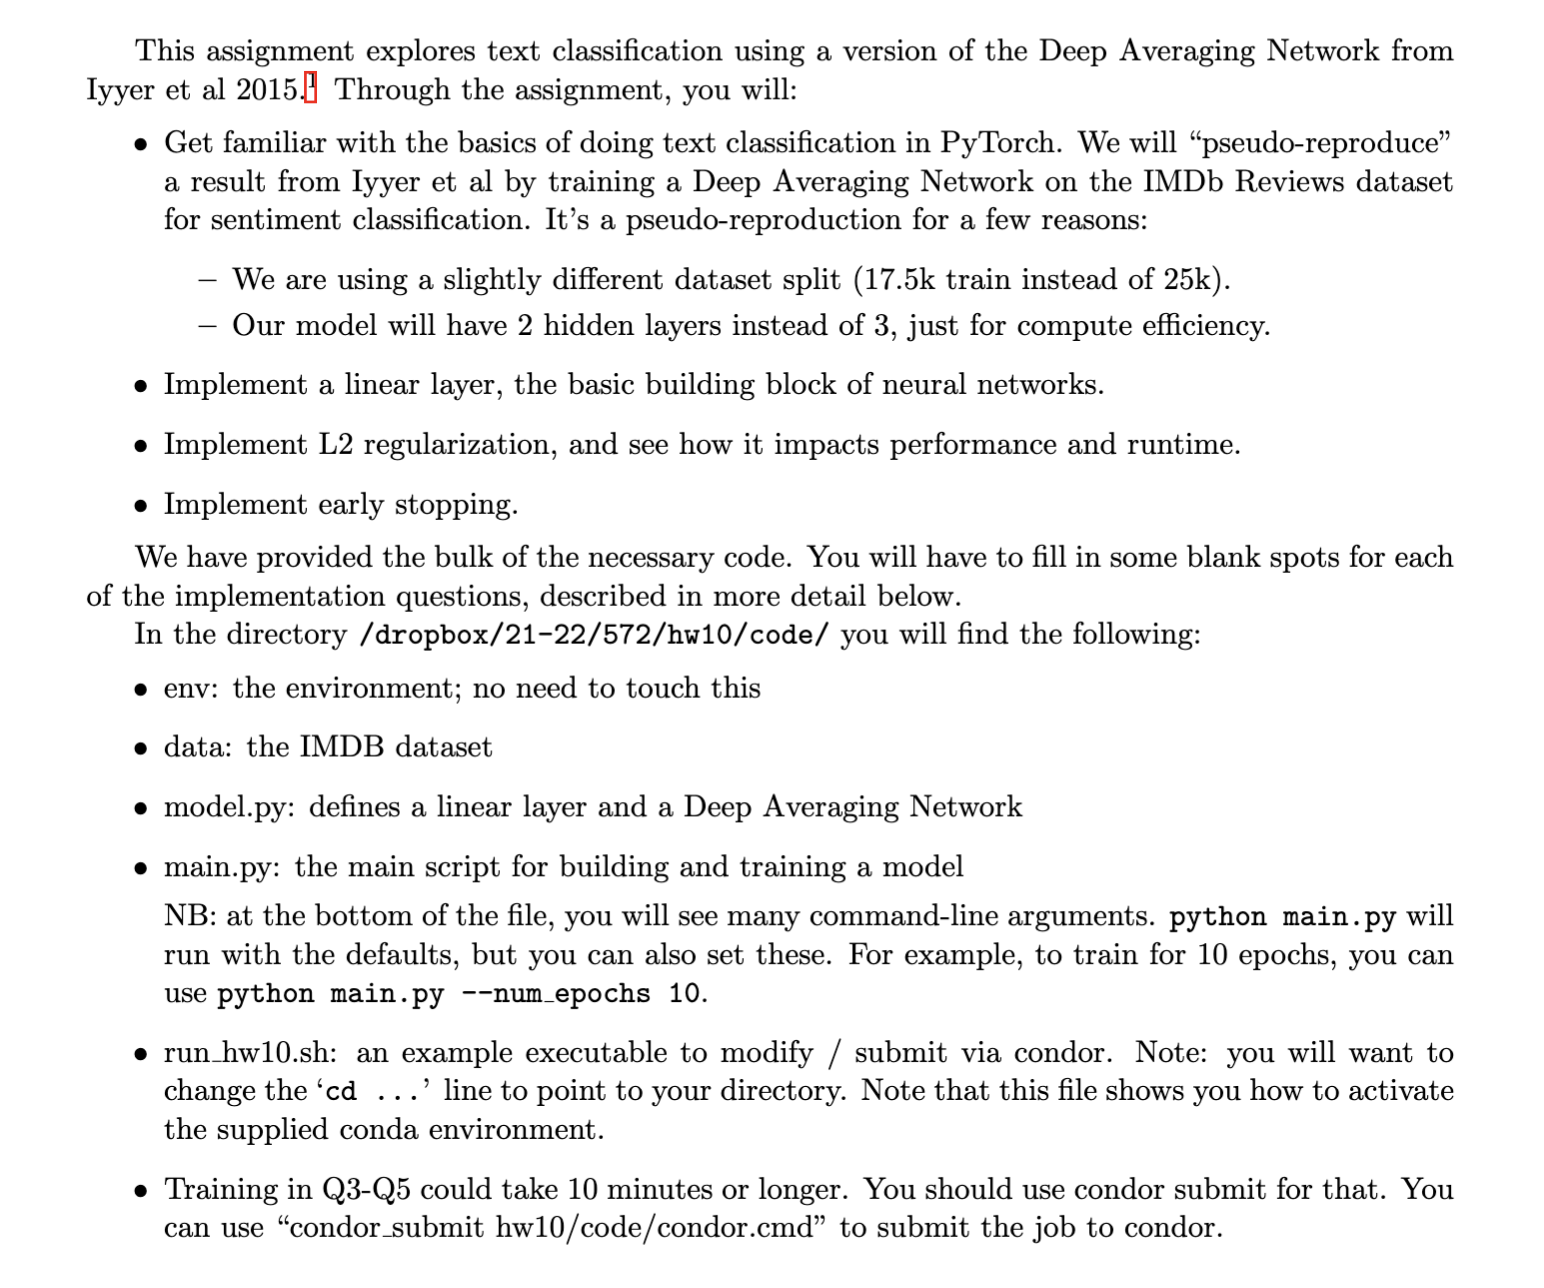 This assignment explores text classification using a version of the Deep Averaging Network from
Iyyer et al 2015.1 Through the assignment, you will:
• Get familiar with the basics of doing text classification in PyTorch. We will “pseudo-reproduce”
a result from Iyyer et al by training a Deep Averaging Network on the IMDb Reviews dataset
for sentiment classification. It’s a pseudo-reproduction for a few reasons:
– We are using a slightly different dataset split (17.5k train instead of 25k).
– Our model will have 2 hidden layers instead of 3, just for compute efficiency.
• Implement a linear layer, the basic building block of neural networks.
• Implement L2 regularization, and see how it impacts performance and runtime.
• Implement early stopping.
We have provided the bulk of the necessary code. You will have to fill in some blank spots for each
of the implementation questions, described in more detail below.
In the directory /dropbox/21-22/572/hw10/code/ you will find the following:
• env: the environment; no need to touch this
• data: the IMDB dataset
• model.py: defines a linear layer and a Deep Averaging Network
• main.py: the main script for building and training a model
NB: at the bottom of the file, you will see many command-line arguments. python main.py will
run with the defaults, but you can also set these. For example, to train for 10 epochs, you can
use python main.py --num_epochs 10.
• run_hw10.sh: an example executable to modify / submit via condor. Note: you will want to
change the ‘cd ...’ line to point to your directory. Note that this file shows you how to activate
the supplied conda environment.
• Training in Q3-Q5 could take 10 minutes or longer. You should use condor submit for that. You
can use “condor_submit hw10/code/condor.cmd” to submit the job to condor.